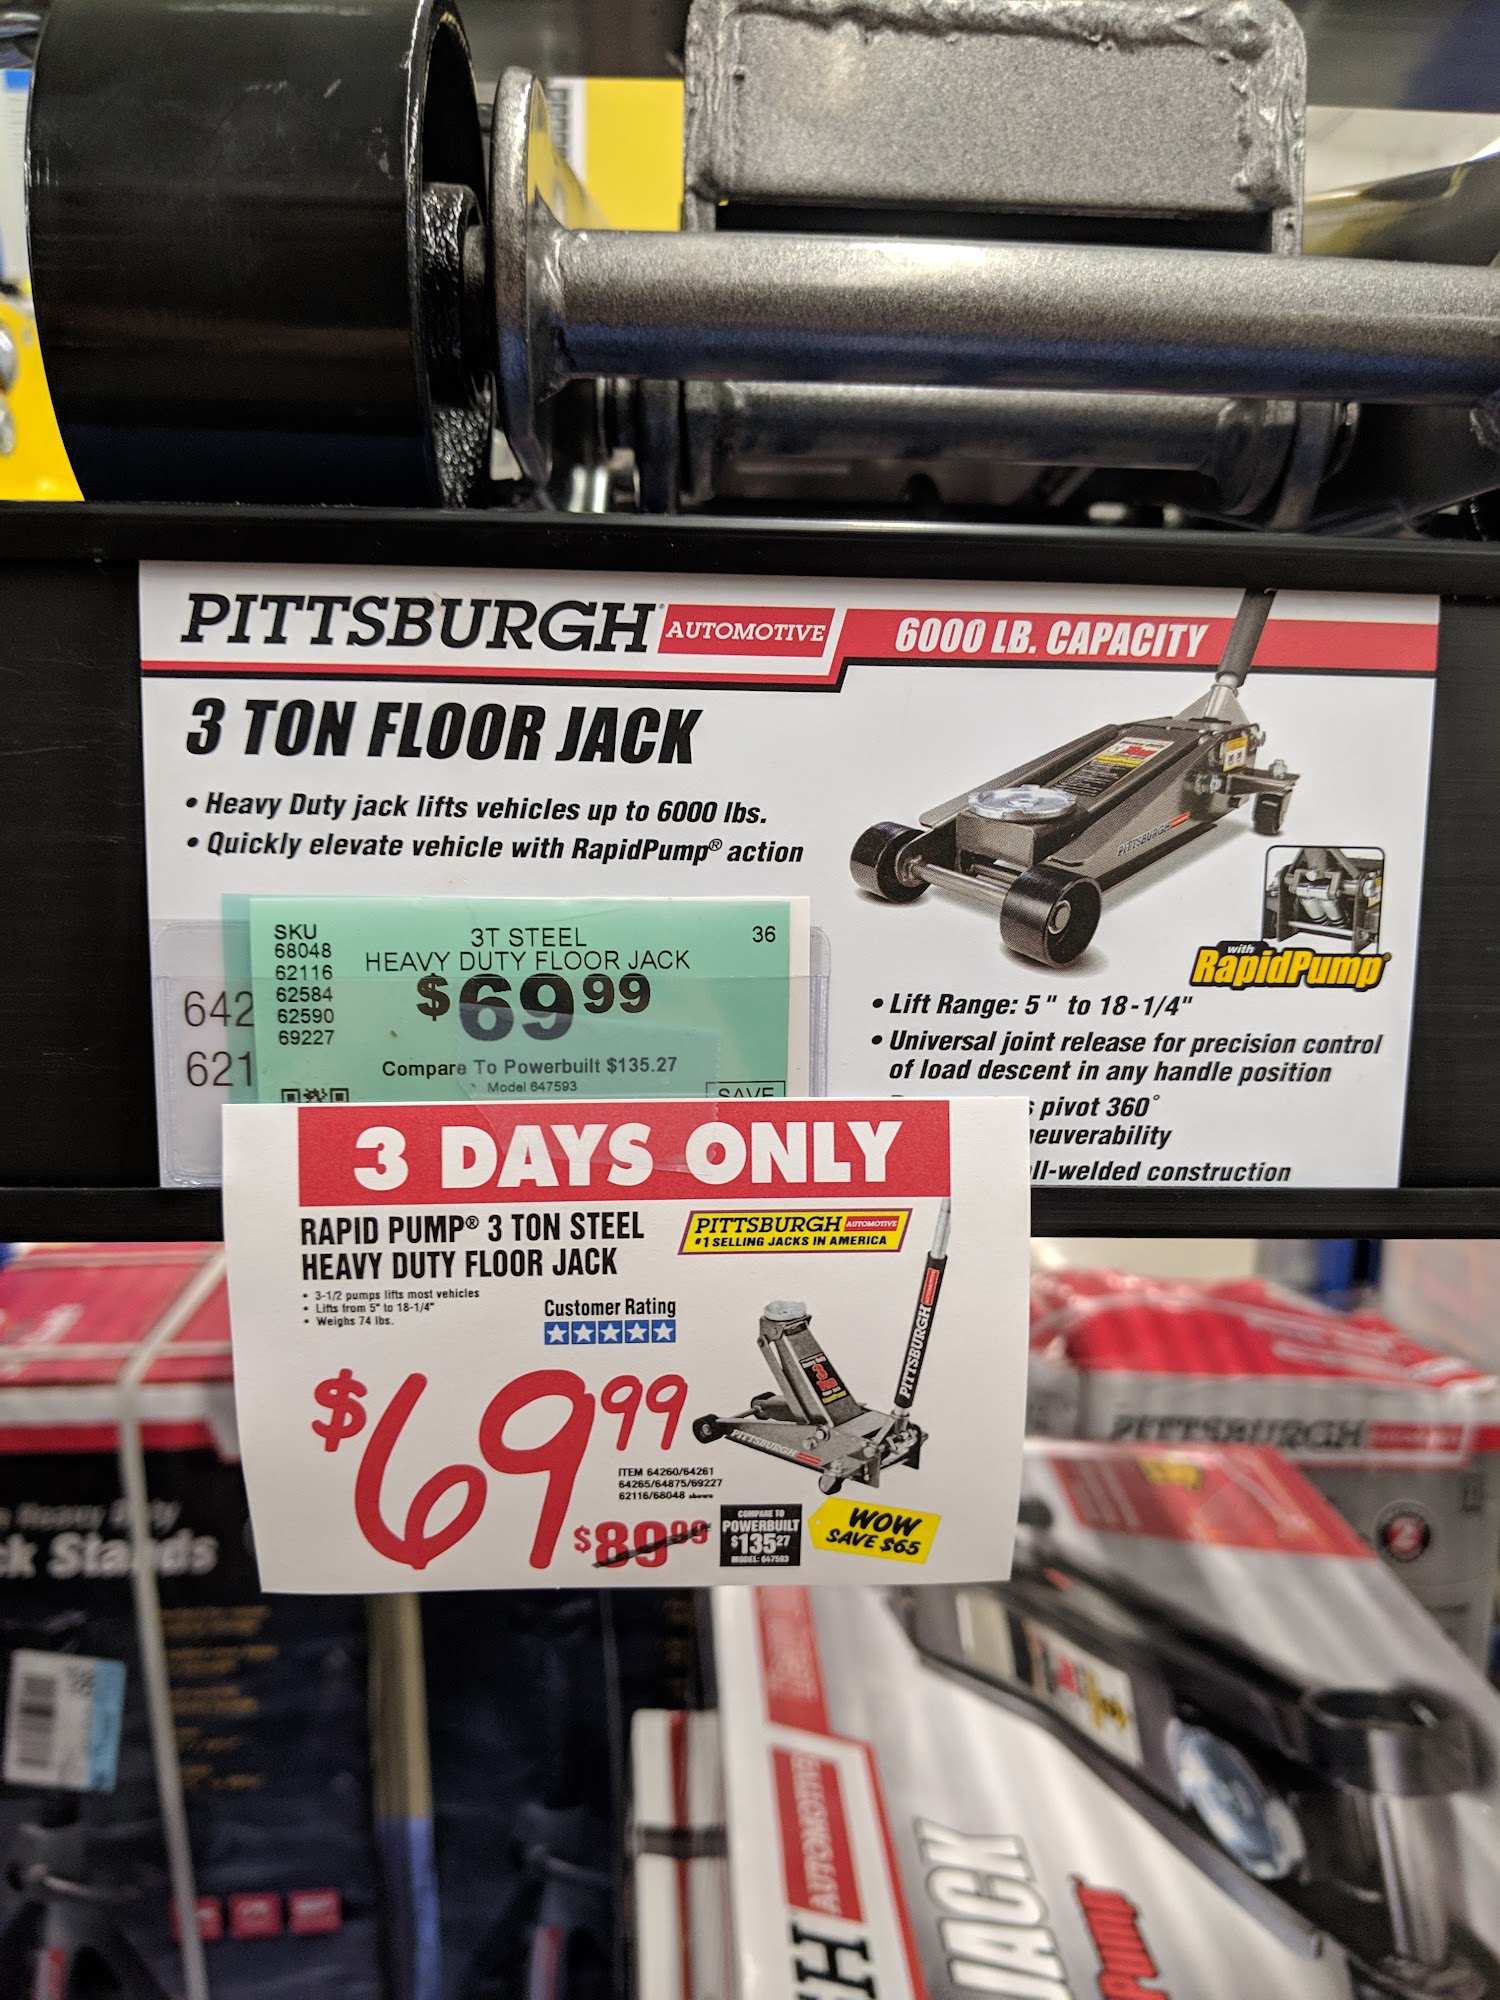 PITTSBURGH AUTOMOTIVE
6000 LB. CAPACITY
3 TON FLOOR JACK
• Heavy Duty jack lifts vehicles up to 6000 lbs.
• Quickly elevate vehicle with RapidPump® action
PITTSBURGH
with
RapidPump®
• Lift Range: 5" to 18-1/4"
• Universal joint release for precision control
of load descent in any handle position
pivot 360°
euverability
ll-welded construction
642
621
SKU
68048
62116
62584
62590
69227
3T STEEL
HEAVY DUTY FLOOR JACK
36
$69.99
Compare To Powerbuilt $135.27
Model 647593
SAVE
3 DAYS ONLY
RAPID PUMP® 3 TON STEEL
HEAVY DUTY FLOOR JACK
• 3-1/2 pumps lifts most vehicles
• Lifts from 5" to 18-1/4"
• Weighs 74 lbs.
PITTSBURGH AUTOMOTIVE
#1 SELLING JACKS IN AMERICA
Customer Rating
$69 99
PITTSBURGH
3
PITTSBURGH
ITEM 64260/64261
64265/64875/69227
62116/68048 shown
$89 99
COMPARE TO
POWERBUILT
$135 27
MODEL: 647593
WOW
SAVE $65
PITTSBURGH
AUTOMOTIVE
H
JACK
Pump